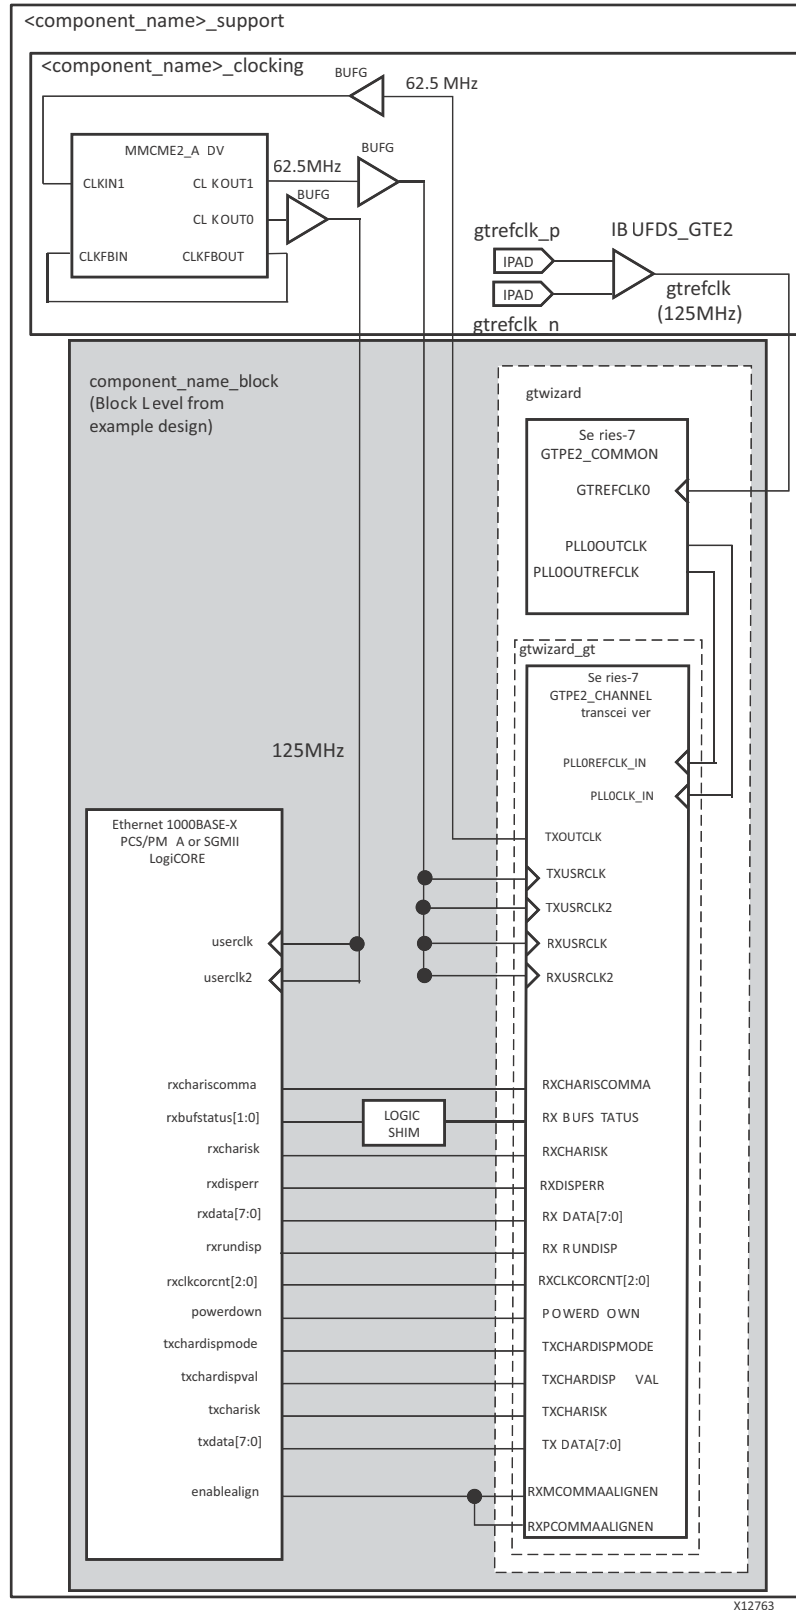 <component_name>_support
<component_name>_clocking
BUFG
62.5 MHz
MMCME2_A DV
BUFG
CLKIN1
CL KOUT1
62.5MHz
BUFG
CL KOUT0
CLKFBIN
CLKFBOUT
gtrefclk_p
IB UFDS_GTE2
IPAD
IPAD
gtrefclk
(125MHz)
gtrefclk n
component_name_block
(Block Level from
example design)
gtwizard
Se ries-7
GTPE2_COMMON
GTREFCLK0
PLL0OUTCLK
PLL0OUTREFCLK
gtwizard_gt
Se ries-7
GTPE2_CHANNEL
transcei ver
125MHz
PLL0REFCLK_IN
PLL0CLK_IN
Ethernet 1000BASE-X
PCS/PM A or SGMII
LogiCORE
TXOUTCLK
TXUSRCLK
TXUSRCLK2
userclk
RXUSRCLK
userclk2
RXUSRCLK2
rxchariscomma
RXCHARISCOMMA
rxbufstatus[1:0]
LOGIC
SHIM
RX BUFS TATUS
rxcharisk
RXCHARISK
rxdisperr
RXDISPERR
rxdata[7:0]
RX DATA[7:0]
rxrundisp
RX RUNDISP
rxclkcorcnt[2:0]
RXCLKCORCNT[2:0]
powerdown
POWERD OWN
txchardispmode
TXCHARDISPMODE
txchardispval
TXCHARDISP VAL
txcharisk
TXCHARISK
txdata[7:0]
TX DATA[7:0]
enablealign
RXMCOMMAALIGNEN
RXPCOMMAALIGNEN
X12763